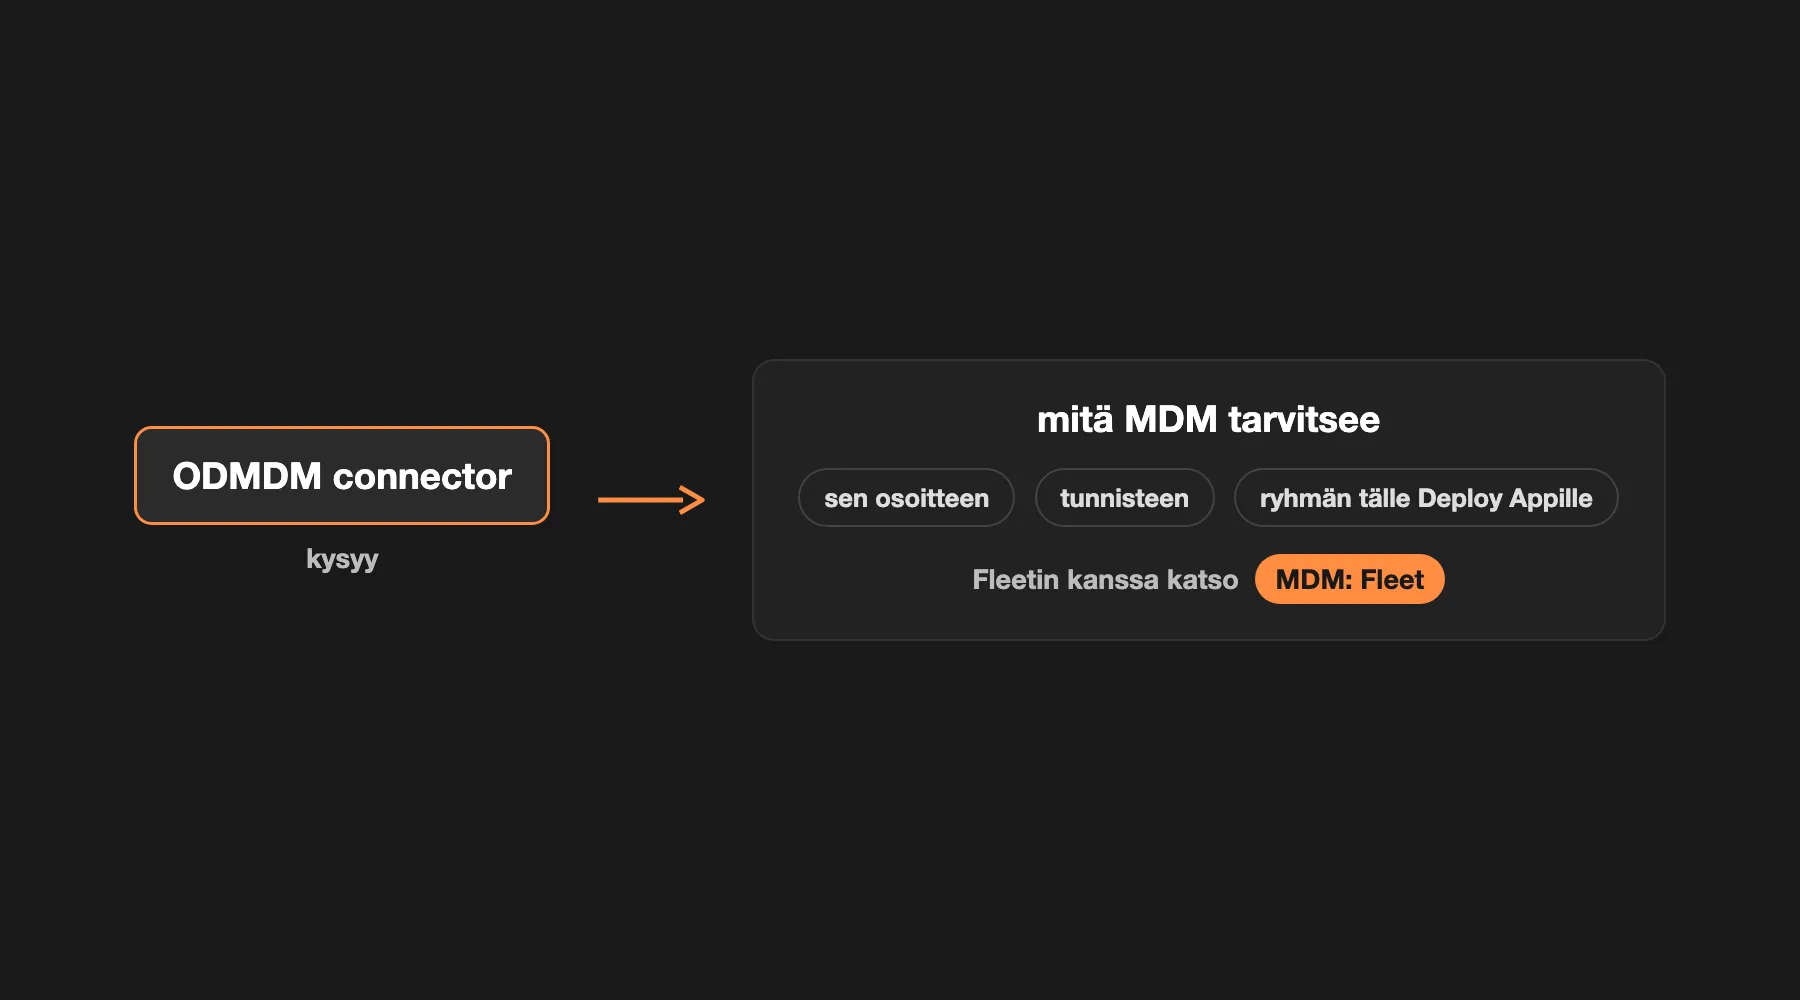 ODMDM connector
kysyy
mitä MDM tarvitsee
sen osoitteen
tunnisteen
ryhmän tälle Deploy Appille
Fleetin kanssa katso MDM: Fleet